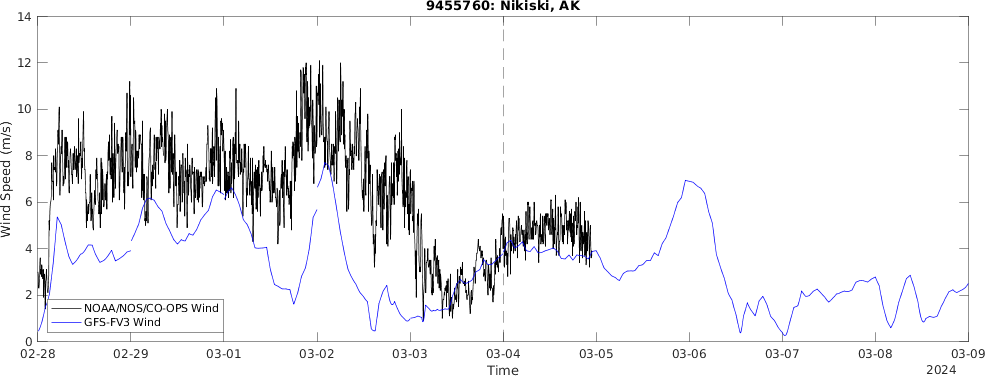 9455760: Nikiski, AK
Wind Speed (m/s)
14
12
10
8
6
4
2
0
NOAA/NOS/CO-OPS Wind
GFS-FV3 Wind
02-28 02-29 03-01 03-02 03-03 03-04 03-05 03-06 03-07 03-08 03-09
Time
2024